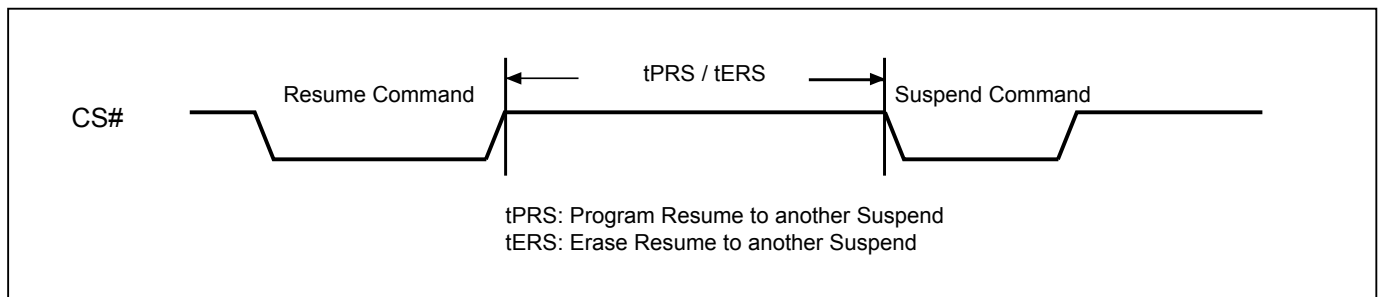 tPRS / tERS
Resume Command
Suspend Command
CS#
tPRS: Program Resume to another Suspend
tERS: Erase Resume to another Suspend